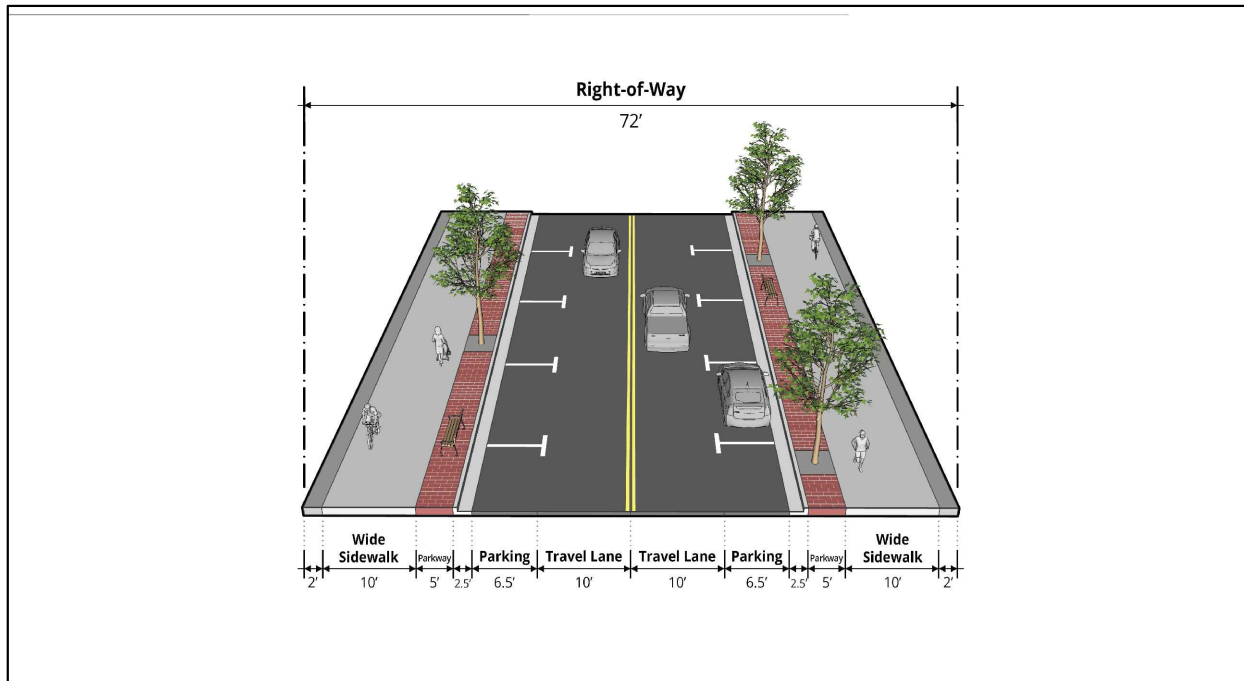 Right-of-Way
72’
Wide Sidewalk Parkway Parking Travel Lane Travel Lane Parking Parkway Wide Sidewalk
2’ 10’ 5’ 2.5’ 6.5’ 10’ 10’ 6.5’ 2.5’ 5’ 10’ 2’